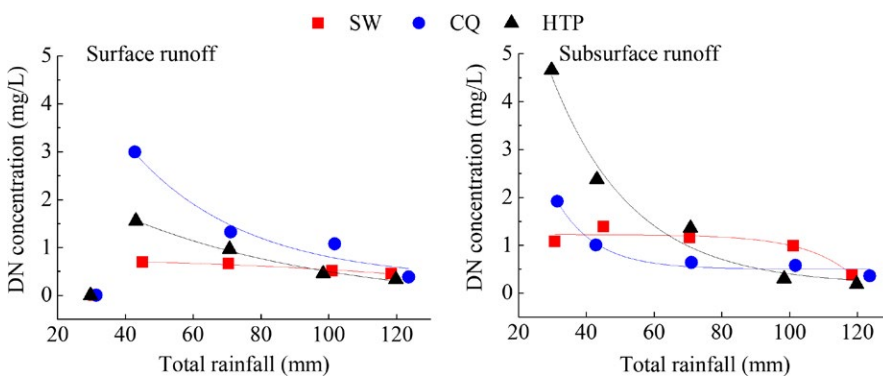 SW CQ HTP
Surface runoff
DN concentration (mg/L)
5
4
3
2
1
0
20 40 60 80 100 120
Total rainfall (mm)
Subsurface runoff
DN concentration (mg/L)
5
4
3
2
1
0
20 40 60 80 100 120
Total rainfall (mm)